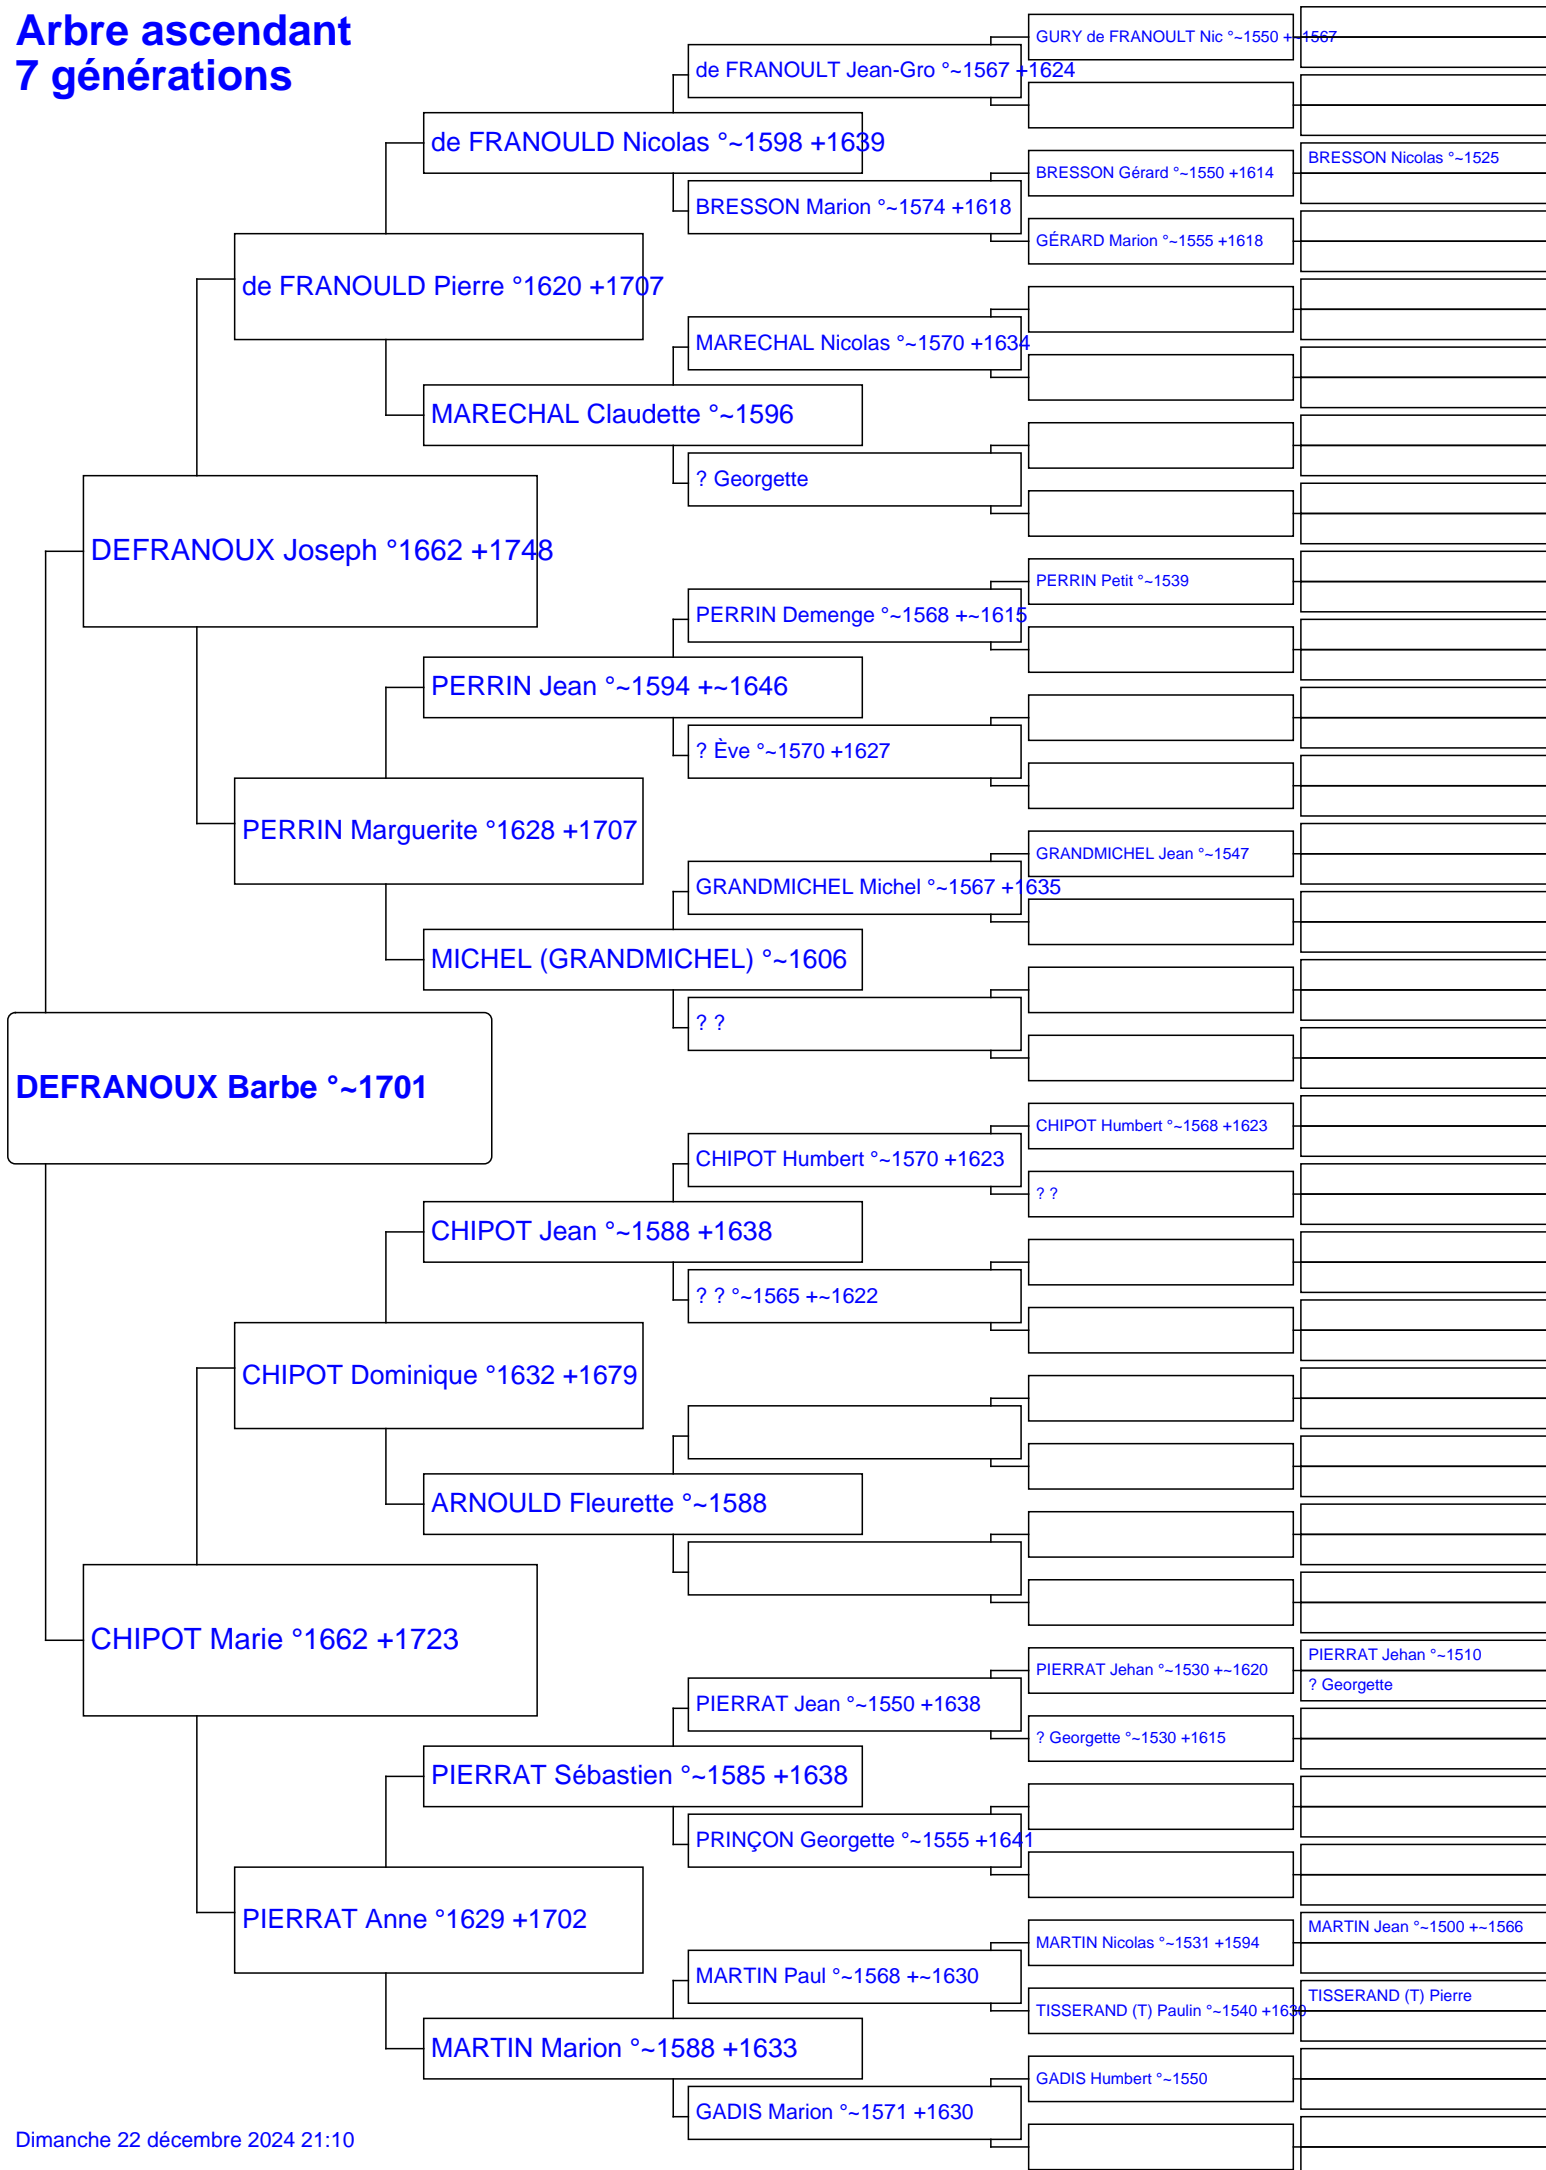 Arbre ascendant
7 générations
GURY de FRANOULT Nic °~1550 +~1567
de FRANOULT Jean-Gro °~1567 +1624
de FRANOULD Nicolas °~1598 +1639
BRESSON Nicolas °~1525
BRESSON Gérard °~1550 +1614
BRESSON Marion °~1574 +1618
GÉRARD Marion °~1555 +1618
de FRANOULD Pierre °1620 +1707
MARECHAL Nicolas °~1570 +1634
MARECHAL Claudette °~1596
? Georgette
DEFRANOUX Joseph °1662 +1748
PERRIN Petit °~1539
PERRIN Demenge °~1568 +~1615
PERRIN Jean °~1594 +~1646
? Ève °~1570 +1627
PERRIN Marguerite °1628 +1707
GRANDMICHEL Jean °~1547
GRANDMICHEL Michel °~1567 +1635
MICHEL (GRANDMICHEL) °~1606
? ?
DEFRANOUX Barbe °~1701
CHIPOT Humbert °~1568 +1623
CHIPOT Humbert °~1570 +1623
? ?
CHIPOT Jean °~1588 +1638
? ? °~1565 +~1622
CHIPOT Dominique °1632 +1679
ARNOULD Fleurette °~1588
CHIPOT Marie °1662 +1723
PIERRAT Jehan °~1510
PIERRAT Jehan °~1530 +~1620
? Georgette
PIERRAT Jean °~1550 +1638
? Georgette °~1530 +1615
PIERRAT Sébastien °~1585 +1638
PRINÇON Georgette °~1555 +1641
PIERRAT Anne °1629 +1702
MARTIN Jean °~1500 +~1566
MARTIN Nicolas °~1531 +1594
MARTIN Paul °~1568 +~1630
TISSERAND (T) Pierre
TISSERAND (T) Paulin °~1540 +1630
MARTIN Marion °~1588 +1633
GADIS Humbert °~1550
GADIS Marion °~1571 +1630
Dimanche 22 décembre 2024 21:10